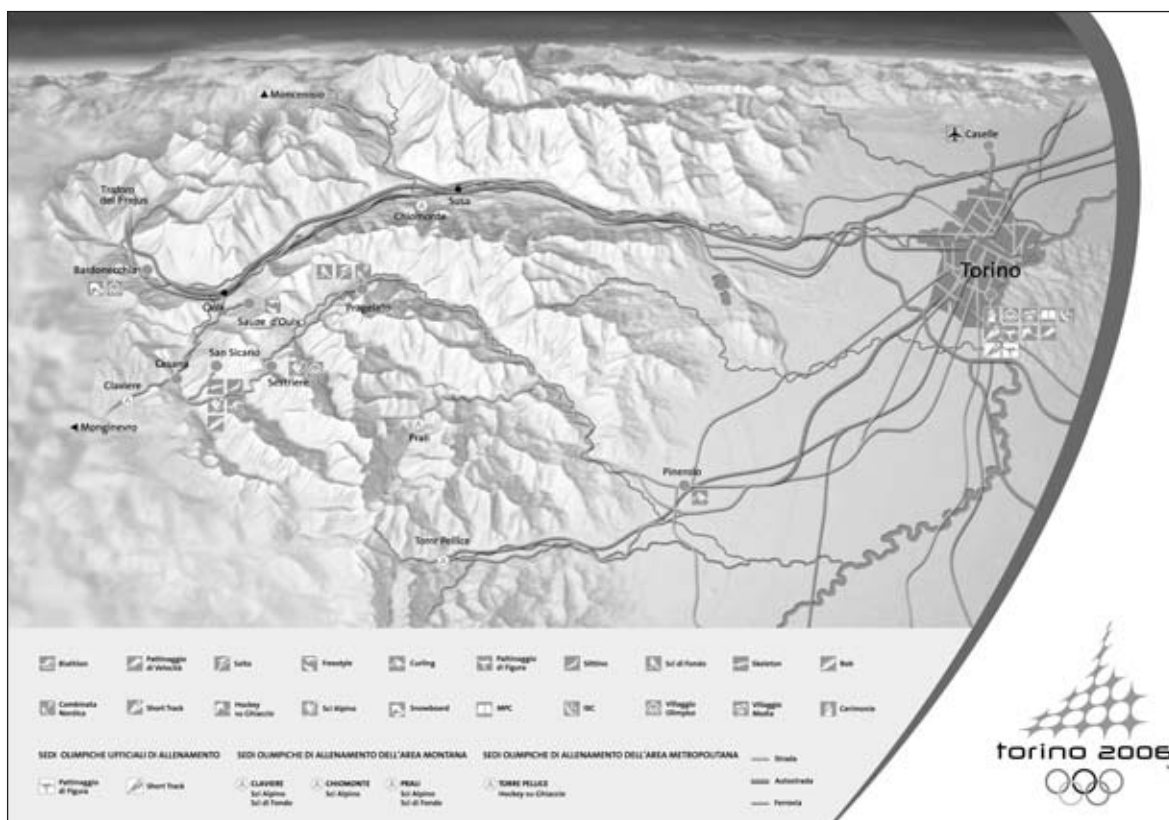 Moncenisio
Caselle
Traforo
del Frejus
Susa
Chiomonte
Bardonecchia
Torino
Oulx
Sauze d'Oulx
Pragelato
San Sicario
Cesana
Sestriere
Claviere
Monginevro
Prali
Pinerolo
Torre Pellice
Biathlon
Pattinaggio
di Velocità
Salto
Freestyle
Curling
Pattinaggio
di Figura
Slittino
Sci di Fondo
Skeleton
Bob
Combinata
Nordica
Short Track
Hockey
su Ghiaccio
Sci Alpino
Snowboard
MPC
IBC
Villaggio
Olimpico
Villaggio
Media
Cerimonie
SEDI OLIMPICHE UFFICIALI DI ALLENAMENTO
Pattinaggio
di Figura
Short Track
SEDI OLIMPICHE DI ALLENAMENTO DELL'AREA MONTANA
CLAVIERE
Sci Alpino
Sci di Fondo
CHIOMONTE
Sci Alpino
PRALI
Sci Alpino
Sci di Fondo
SEDI OLIMPICHE DI ALLENAMENTO DELL'AREA METROPOLITANA
TORRE PELLICE
Hockey su Ghiaccio
Strada
Autostrada
Ferrovia
torino 2006